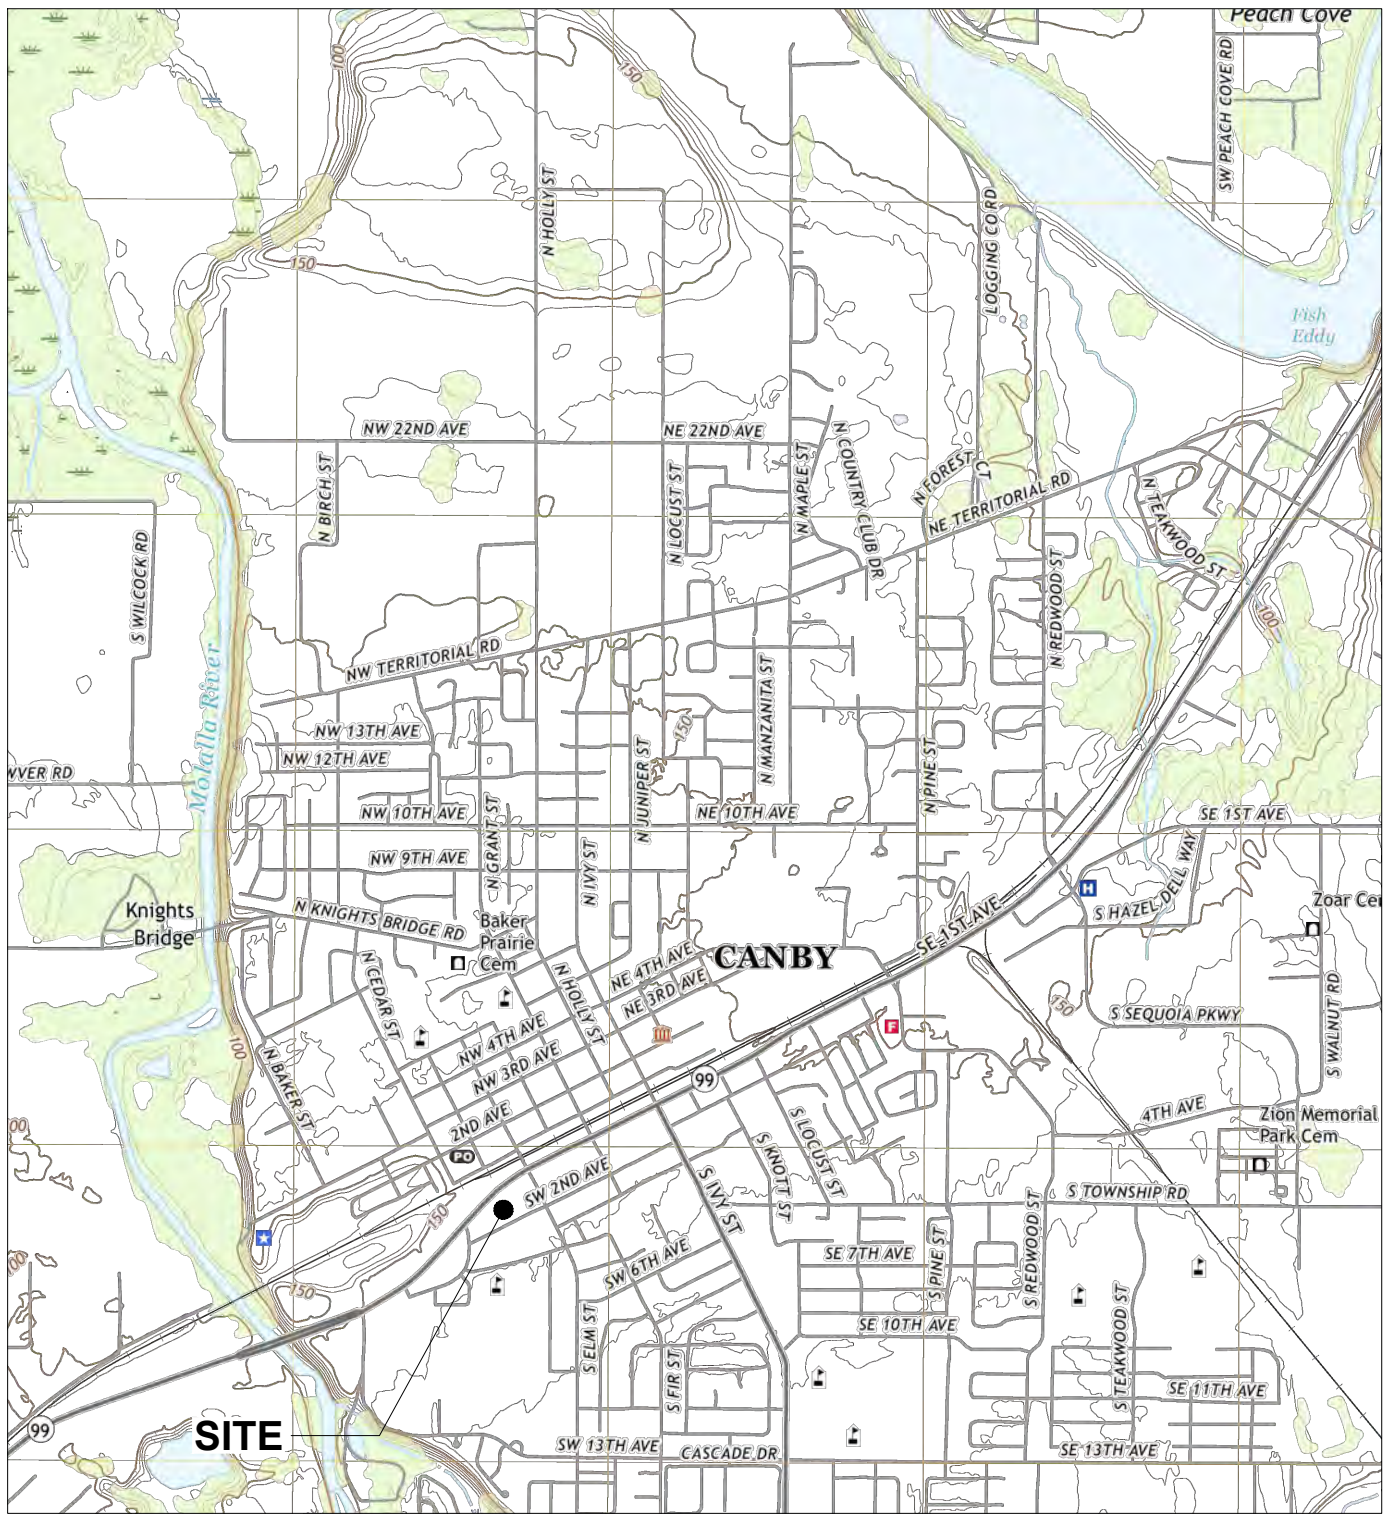 Peach Cove
100
150
SW PEACH COVE RD
N HOLLY ST
LOGGING CO RD
150
Fish
Eddy
NW 22ND AVE
NE 22ND AVE
N BIRCH ST
N LOCUST ST
N MAPLE ST
N COUNTRY CLUB DR
N FOREST CT
NE TERRITORIAL RD
N TEAKWOOD ST
S WILCOCK RD
N REDWOOD ST
100
Molalla River
NW TERRITORIAL RD
N MANZANITA ST
150
NW 13TH AVE
NW 12TH AVE
N JUNIPER ST
N PINE ST
WVER RD
NW 10TH AVE
N GRANT ST
NE 10TH AVE
SE 1ST AVE
NW 9TH AVE
N IVY ST
H
S HAZEL DELL WAY
Zoar Cem
Knights
Bridge
N KNIGHTS BRIDGE RD
Baker
Prairie
Cem
SE 1ST AVE
CANBY
N CEDAR ST
N HOLLY ST
NE 4TH AVE
NE 3RD AVE
150
S SEQUOIA PKWY
S WALNUT RD
F
NW 4TH AVE
NW 3RD AVE
100
N BAKER ST
99
2ND AVE
4TH AVE
Zion Memorial
Park Cem
00
PO
S LOCUST ST
S KNOTT ST
SW 2ND AVE
S IVY ST
S TOWNSHIP RD
150
S PINE ST
S REDWOOD ST
SE 7TH AVE
SW 6TH AVE
00
150
S ELM ST
SE 10TH AVE
S FIR ST
S TEAKWOOD ST
SE 11TH AVE
99
SITE
SW 13TH AVE
CASCADE DR
SE 13TH AVE